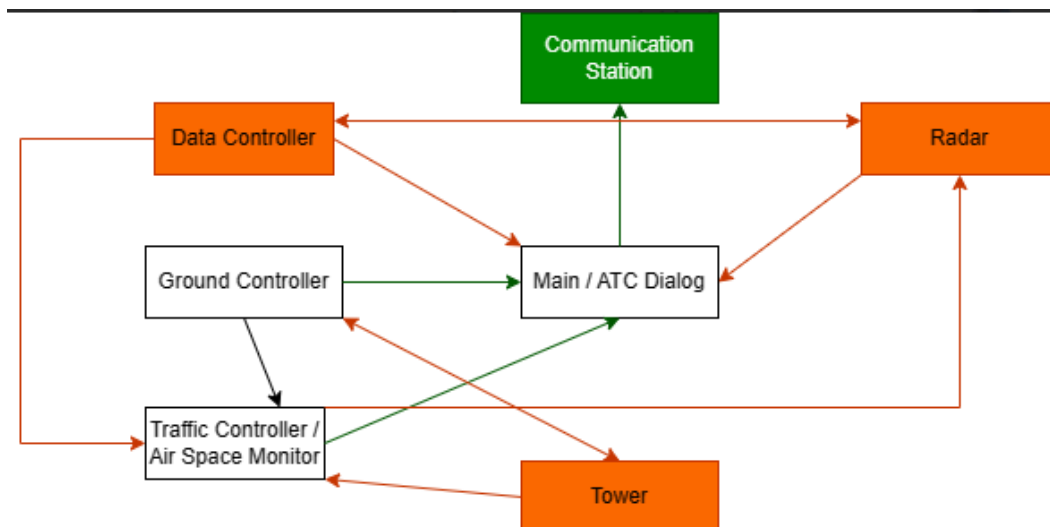 Communication
Station
Data Controller
Radar
Ground Controller
Main / ATC Dialog
Traffic Controller /
Air Space Monitor
Tower